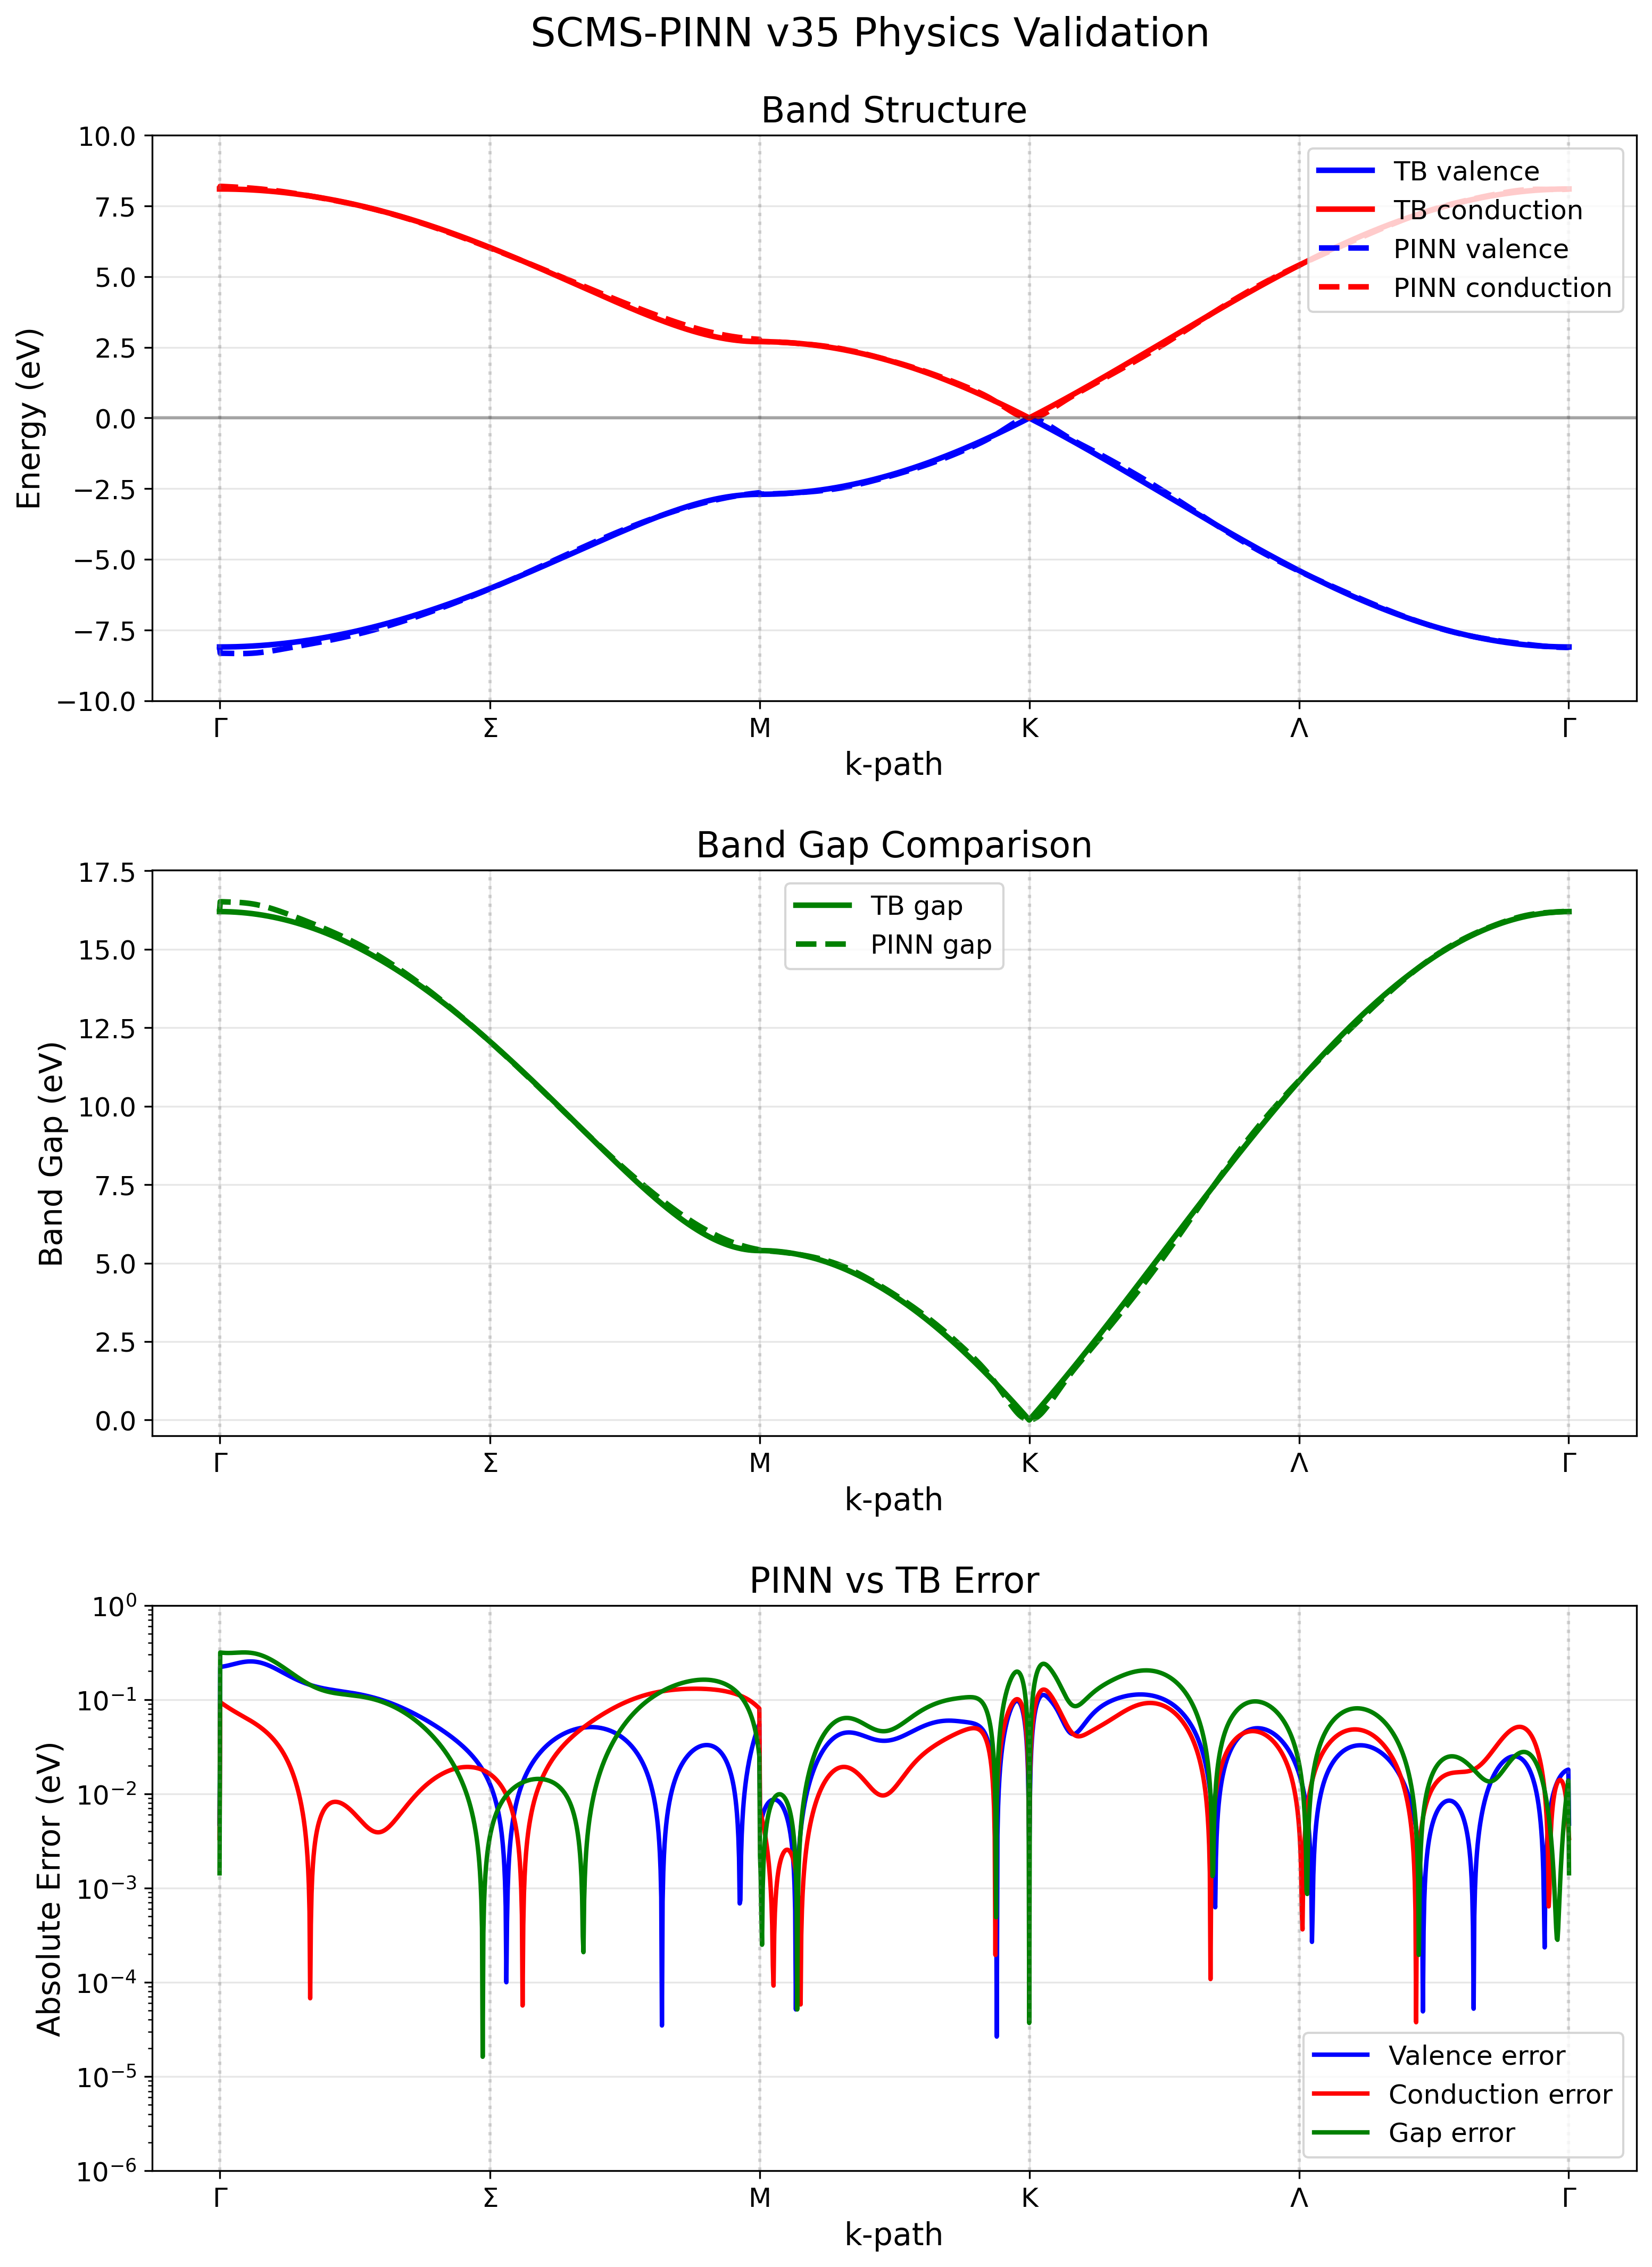 SCMS-PINN v35 Physics Validation
Band Structure
10.0
7.5
5.0
2.5
0.0
−2.5
−5.0
−7.5
−10.0
Energy (eV)
TB valence
TB conduction
PINN valence
PINN conduction
Γ Σ M K Λ Γ
k-path
Band Gap Comparison
17.5
15.0
12.5
10.0
7.5
5.0
2.5
0.0
Band Gap (eV)
TB gap
PINN gap
Γ Σ M K Λ Γ
k-path
PINN vs TB Error
10⁰
10⁻¹
10⁻²
10⁻³
10⁻⁴
10⁻⁵
10⁻⁶
Absolute Error (eV)
Valence error
Conduction error
Gap error
Γ Σ M K Λ Γ
k-path